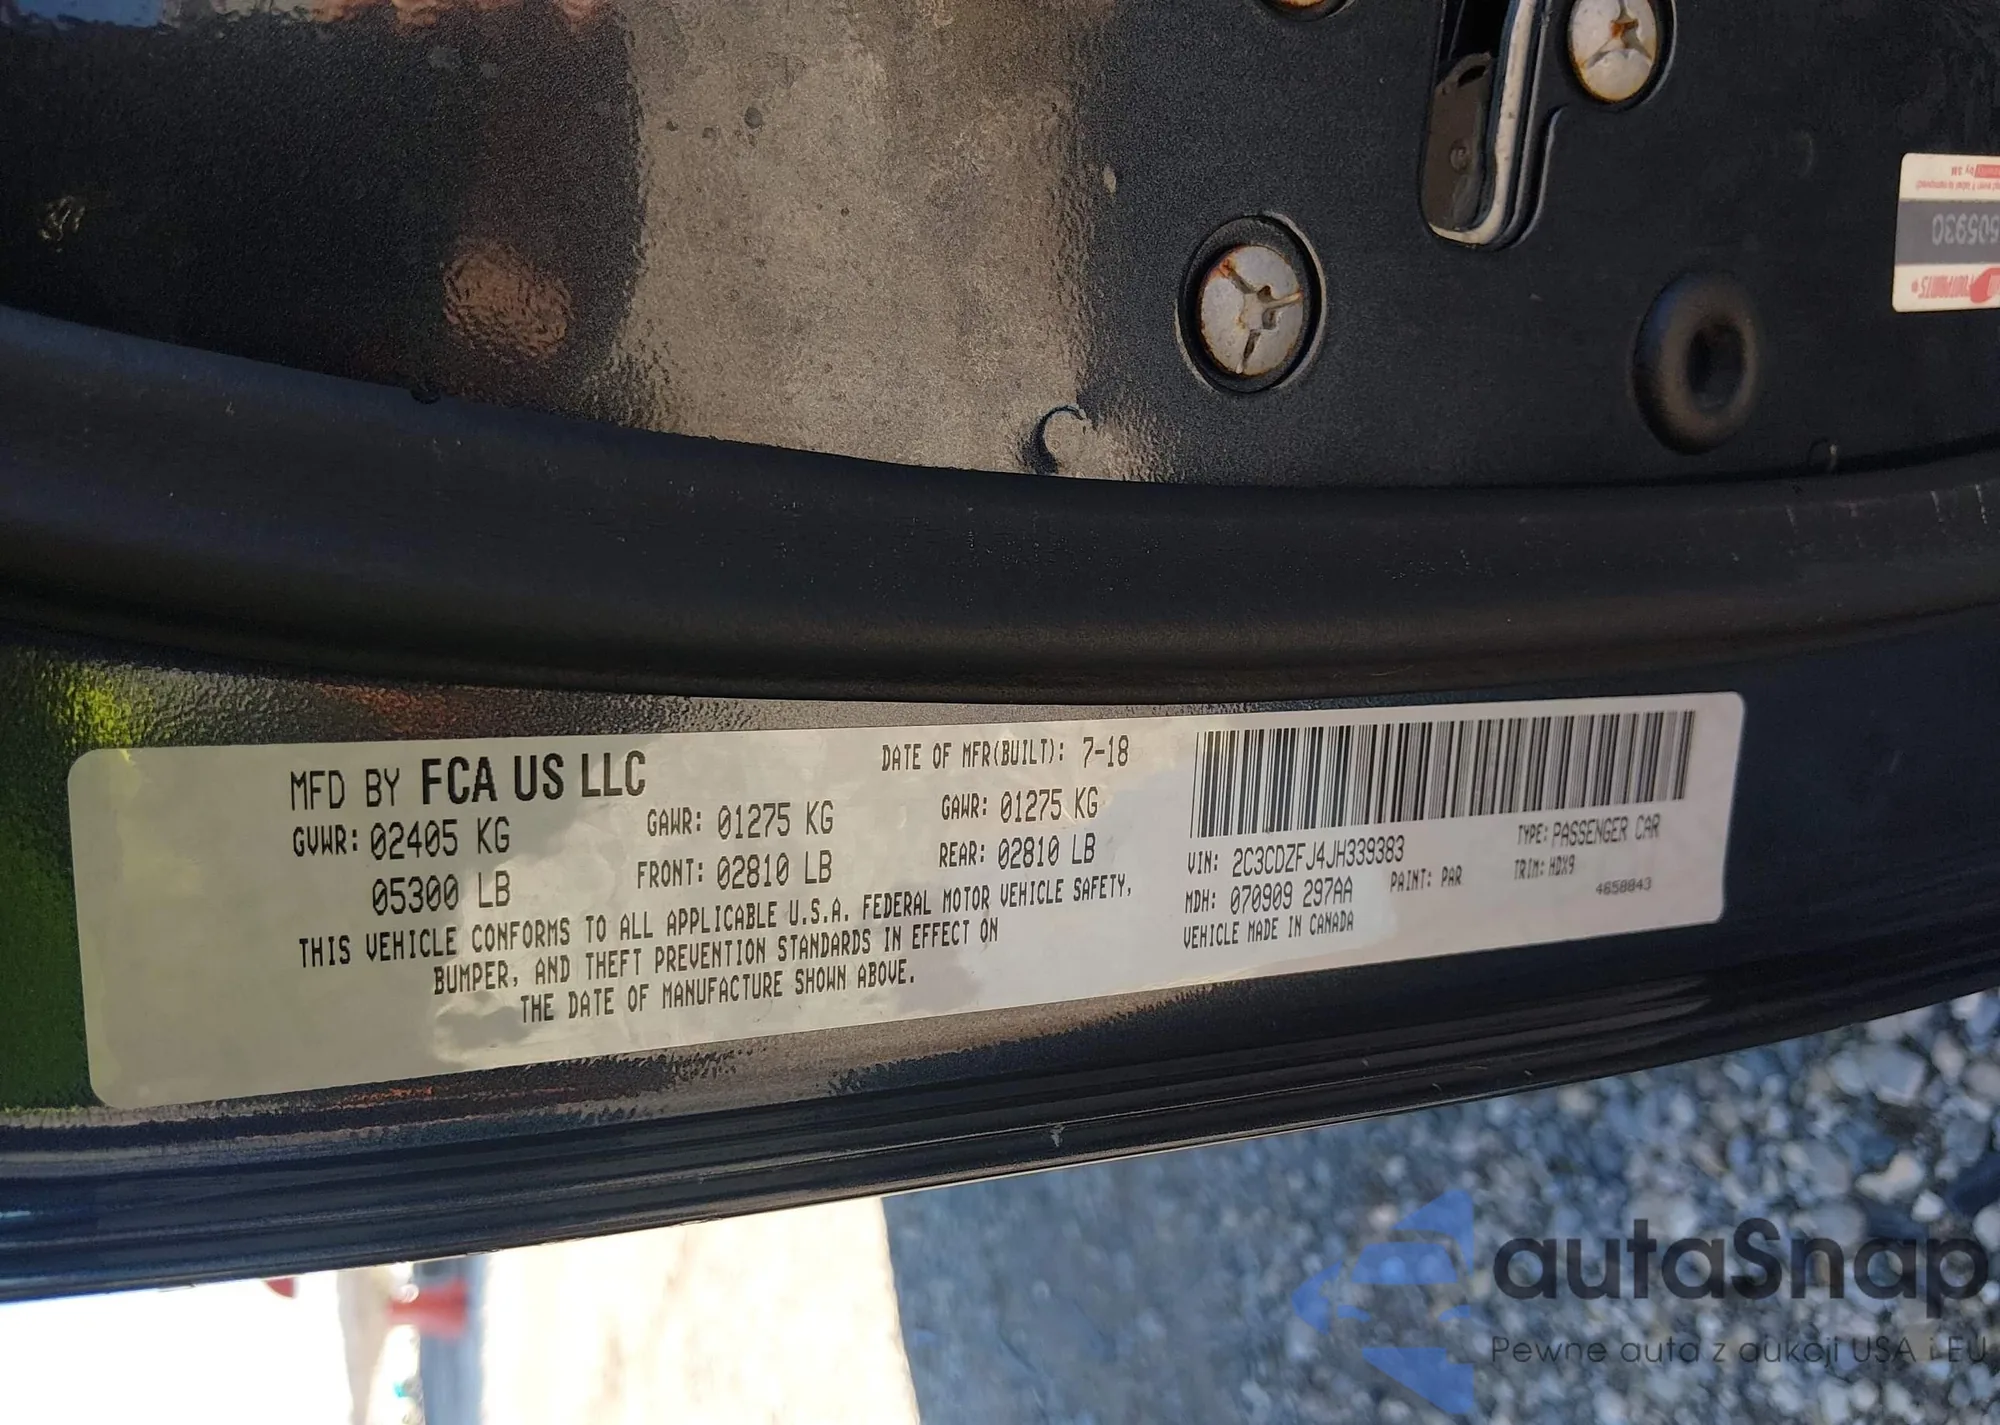 505930
MFD BY FCA US LLC
DATE OF MFR(BUILT): 7-18
GVWR: 02405 KG
GAWR: 01275 KG
GAWR: 01275 KG
05300 LB
FRONT: 02810 LB
REAR: 02810 LB
THIS VEHICLE CONFORMS TO ALL APPLICABLE U.S.A. FEDERAL MOTOR VEHICLE SAFETY,
BUMPER, AND THEFT PREVENTION STANDARDS IN EFFECT ON
THE DATE OF MANUFACTURE SHOWN ABOVE.
VIN: 2C3CDZFJ4JH339383
TYPE: PASSENGER CAR
MDH: 070909 297AA
PAINT: PAR
TRIM: HDX9
VEHICLE MADE IN CANADA
4658843
autaSnap
Pewne auta z aukcji USA i EU